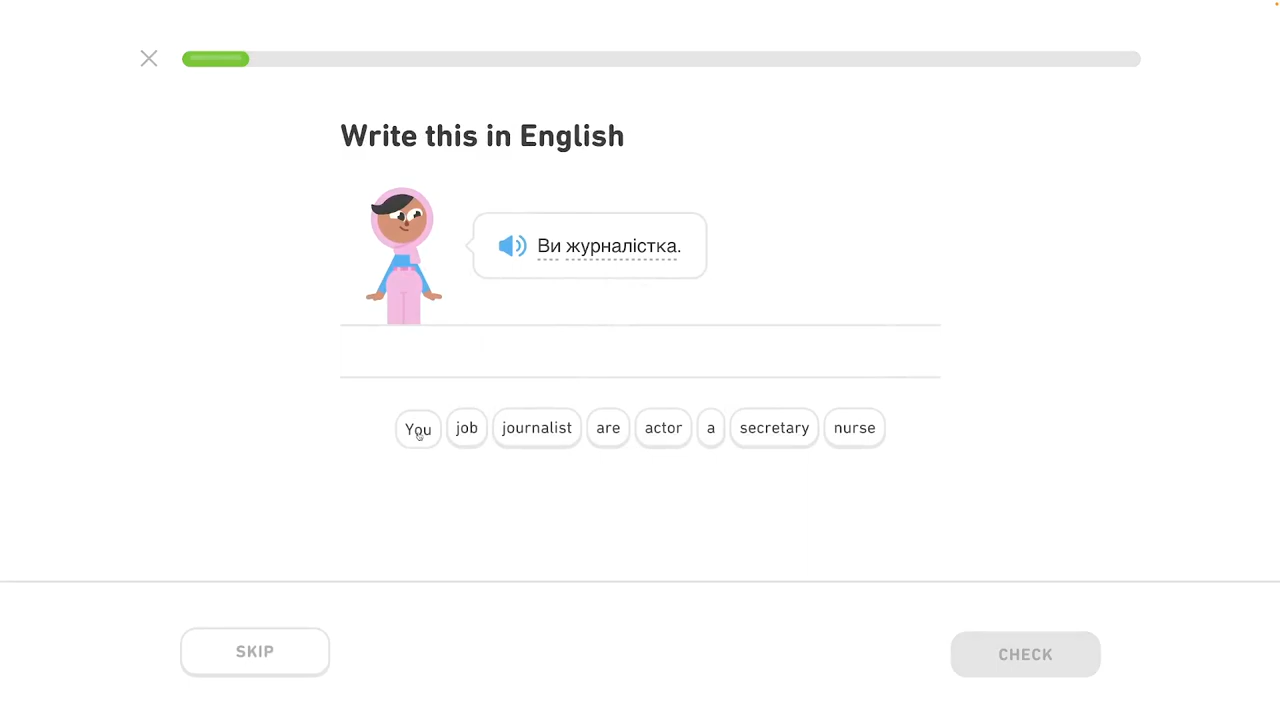 Write this in English
Ви журналістка.
You job journalist are actor a secretary nurse
SKIP CHECK